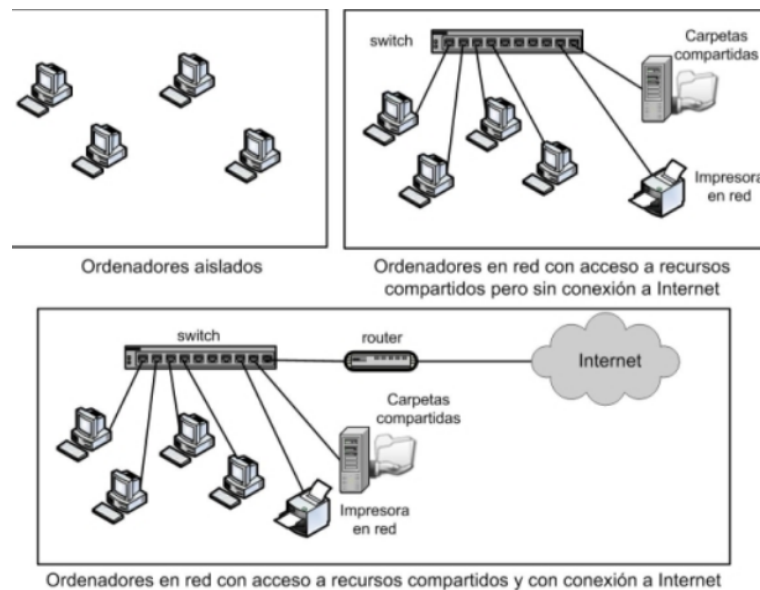 switch
Carpetas
compartidas
Impresora
en red
Ordenadores aislados
Ordenadores en red con acceso a recursos
compartidos pero sin conexión a Internet
switch
router
Internet
Carpetas
compartidas
Impresora
en red
Ordenadores en red con acceso a recursos compartidos y con conexión a Internet